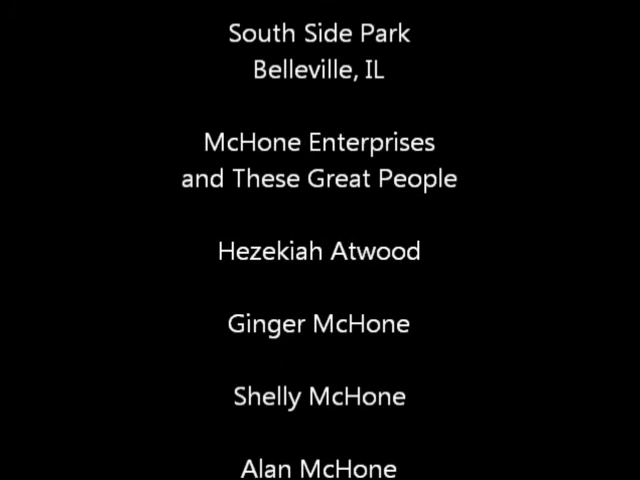 South Side Park
Belleville, IL
McHone Enterprises
and These Great People
Hezekiah Atwood
Ginger McHone
Shelly McHone
Alan McHone